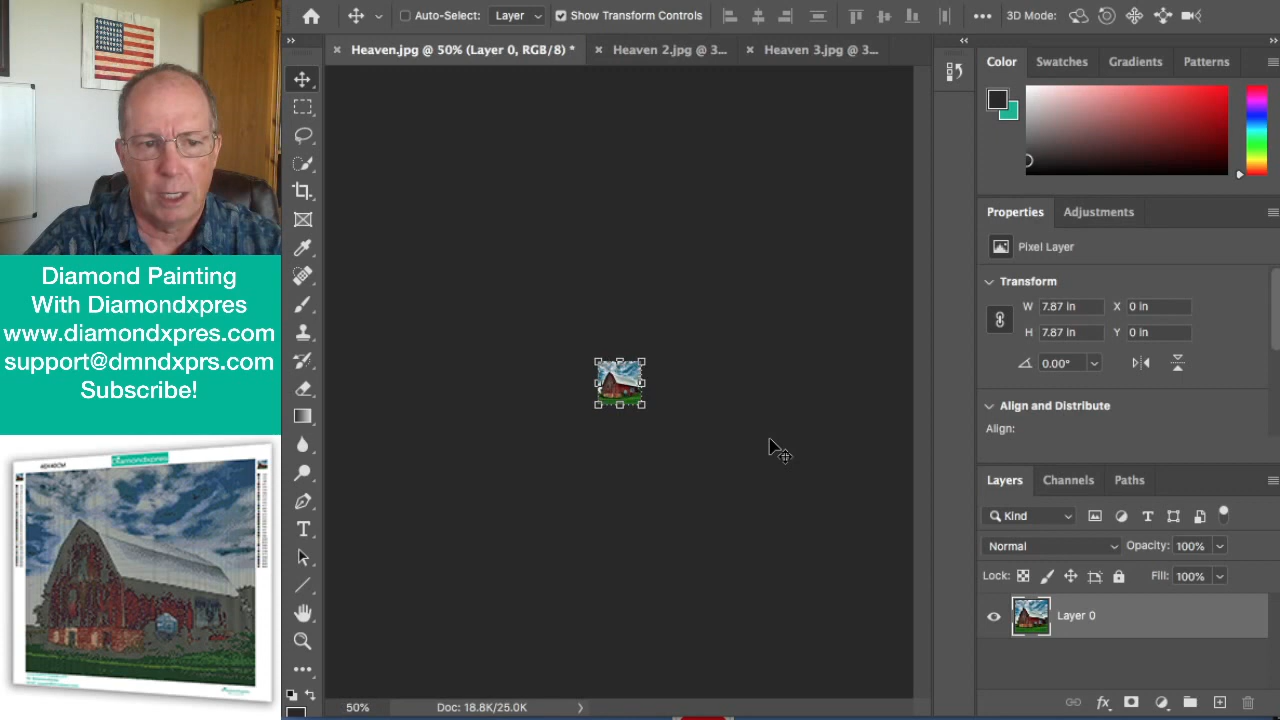 Auto-Select: Layer Show Transform Controls 3D Mode:
Heaven.jpg @ 50% (Layer 0, RGB/8) * Heaven 2.jpg @ 3... Heaven 3.jpg @ 3...
Color Swatches Gradients Patterns
Properties Adjustments
Pixel Layer
Transform
W 7.87 in X 0 in
H 7.87 in Y 0 in
0.00°
Align and Distribute
Align:
Layers Channels Paths
Kind
Normal Opacity: 100%
Lock: Fill: 100%
Layer 0
50% Doc: 18.8K/25.0K
Diamond Painting
With Diamondxpres
www.diamondxpres.com
support@dmndxprs.com
Subscribe!
40X40CM
Diamondxpres